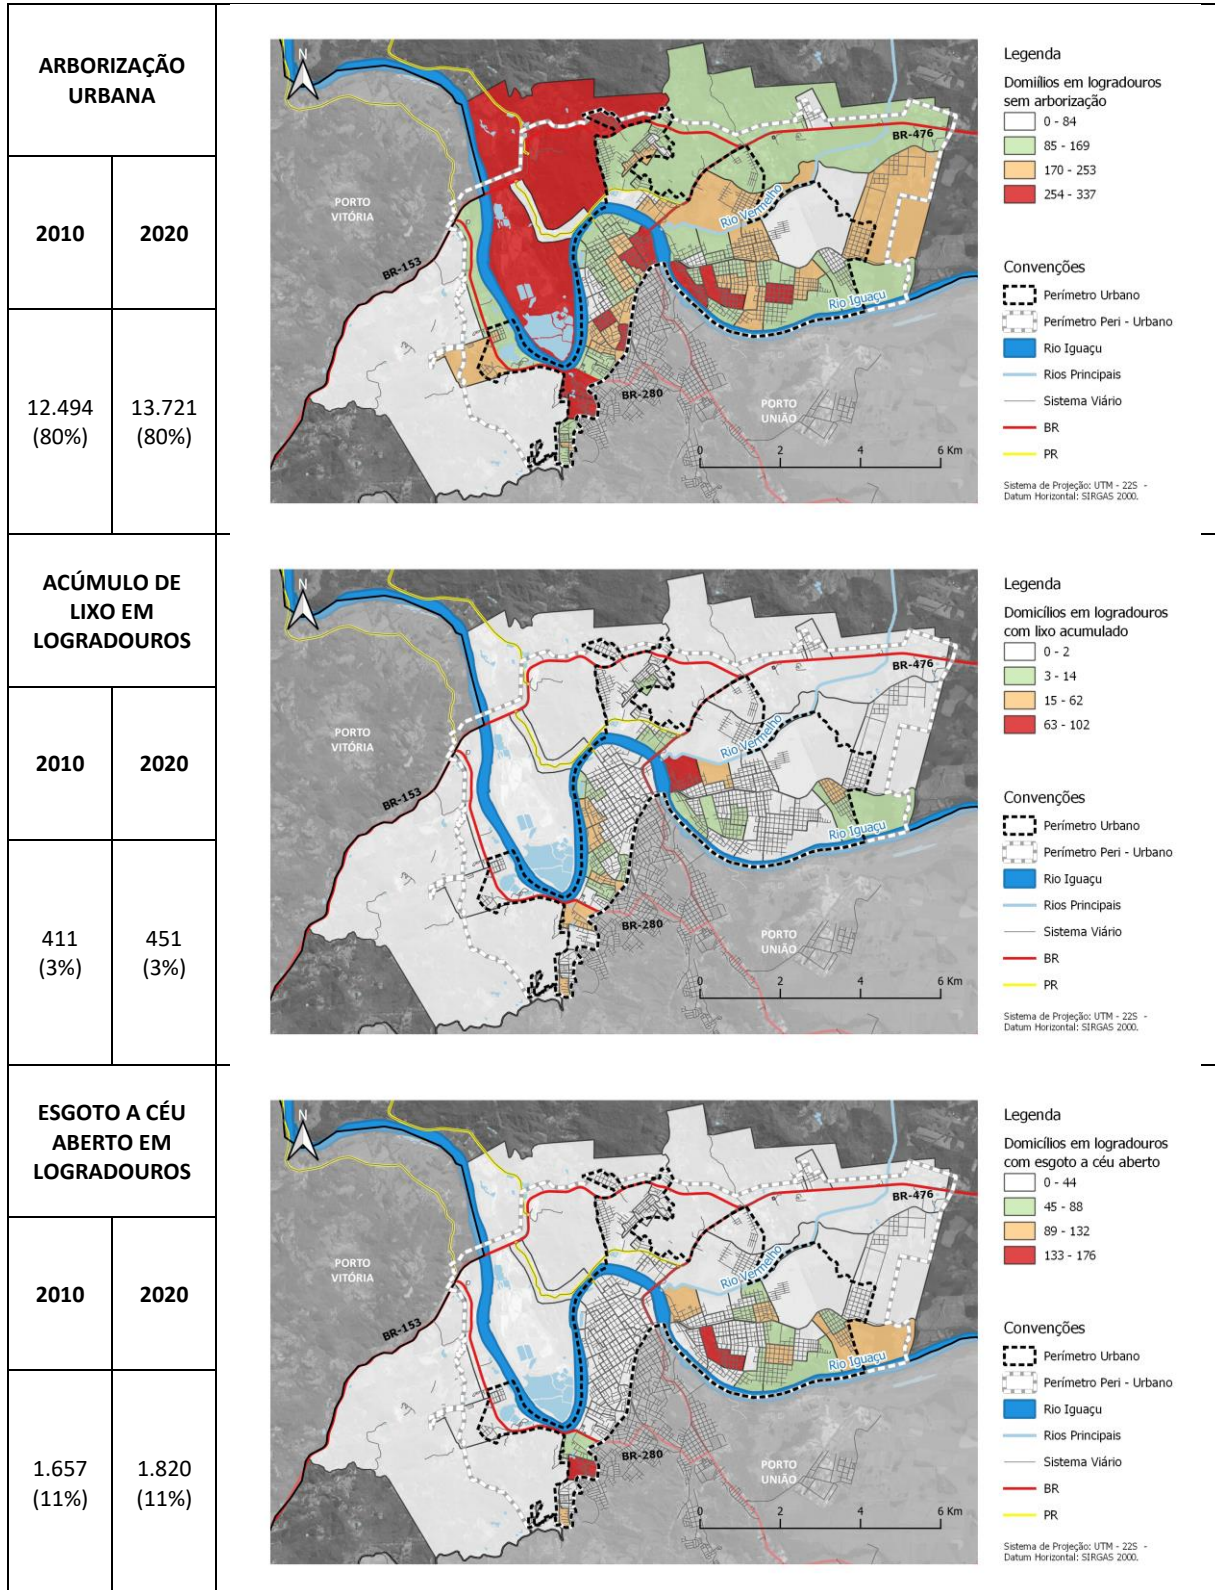 ARBORIZAÇÃO
URBANA
2010
2020
12.494
(80%)
13.721
(80%)
N
PORTO
VITÓRIA
BR-153
BR-476
Rio Vermelho
Rio Iguaçu
BR-280
PORTO
UNIÃO
0 2 4 6 Km
Legenda
Domiílios em logradouros
sem arborização
0 - 84
85 - 169
170 - 253
254 - 337
Convenções
Perímetro Urbano
Perímetro Peri - Urbano
Rio Iguaçu
Rios Principais
Sistema Viário
BR
PR
Sistema de Projeção: UTM - 22S -
Datum Horizontal: SIRGAS 2000.
ACÚMULO DE
LIXO EM
LOGRADOUROS
2010
2020
411
(3%)
451
(3%)
N
PORTO
VITÓRIA
BR-153
BR-476
Rio Vermelho
Rio Iguaçu
BR-280
PORTO
UNIÃO
0 2 4 6 Km
Legenda
Domicílios em logradouros
com lixo acumulado
0 - 2
3 - 14
15 - 62
63 - 102
Convenções
Perímetro Urbano
Perímetro Peri - Urbano
Rio Iguaçu
Rios Principais
Sistema Viário
BR
PR
Sistema de Projeção: UTM - 22S -
Datum Horizontal: SIRGAS 2000.
ESGOTO A CÉU
ABERTO EM
LOGRADOUROS
2010
2020
1.657
(11%)
1.820
(11%)
N
PORTO
VITÓRIA
BR-153
BR-476
Rio Vermelho
Rio Iguaçu
BR-280
PORTO
UNIÃO
0 2 4 6 Km
Legenda
Domicílios em logradouros
com esgoto a céu aberto
0 - 44
45 - 88
89 - 132
133 - 176
Convenções
Perímetro Urbano
Perímetro Peri - Urbano
Rio Iguaçu
Rios Principais
Sistema Viário
BR
PR
Sistema de Projeção: UTM - 22S -
Datum Horizontal: SIRGAS 2000.